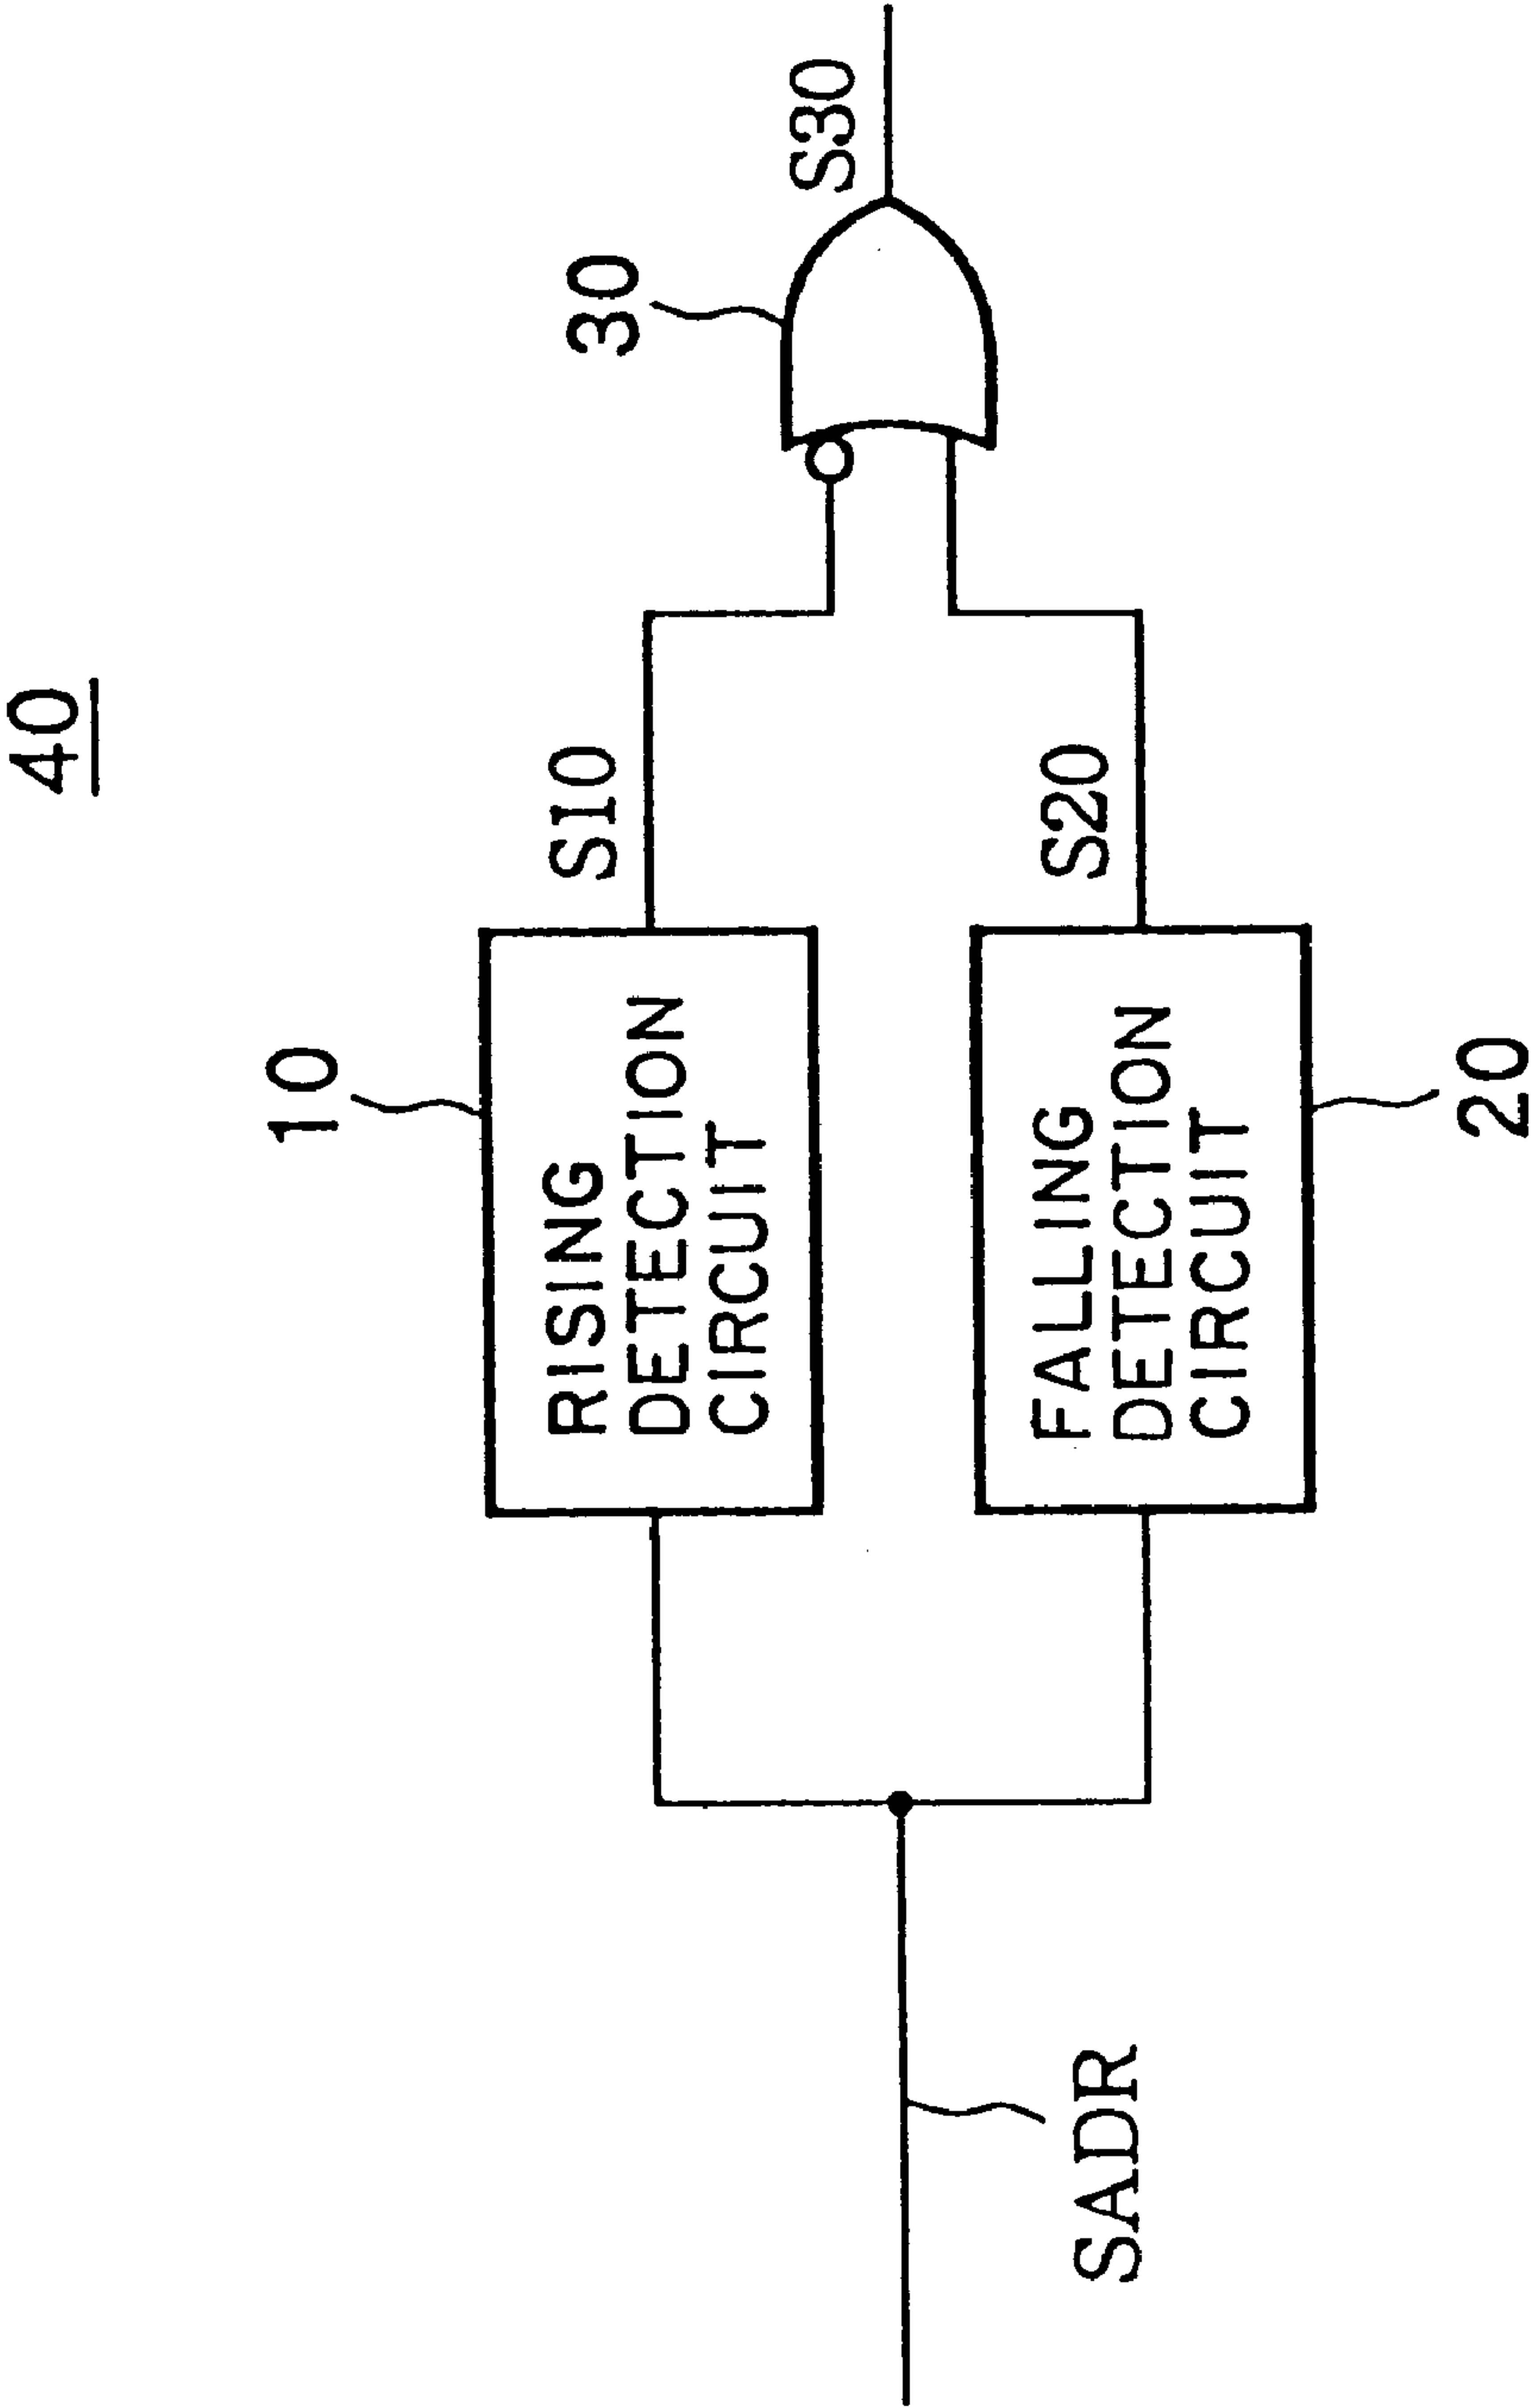 40
10
30
RISING
DETECTION
CIRCUIT
S10
S30
FALLING
DETECTION
CIRCUIT
S20
SADR
20